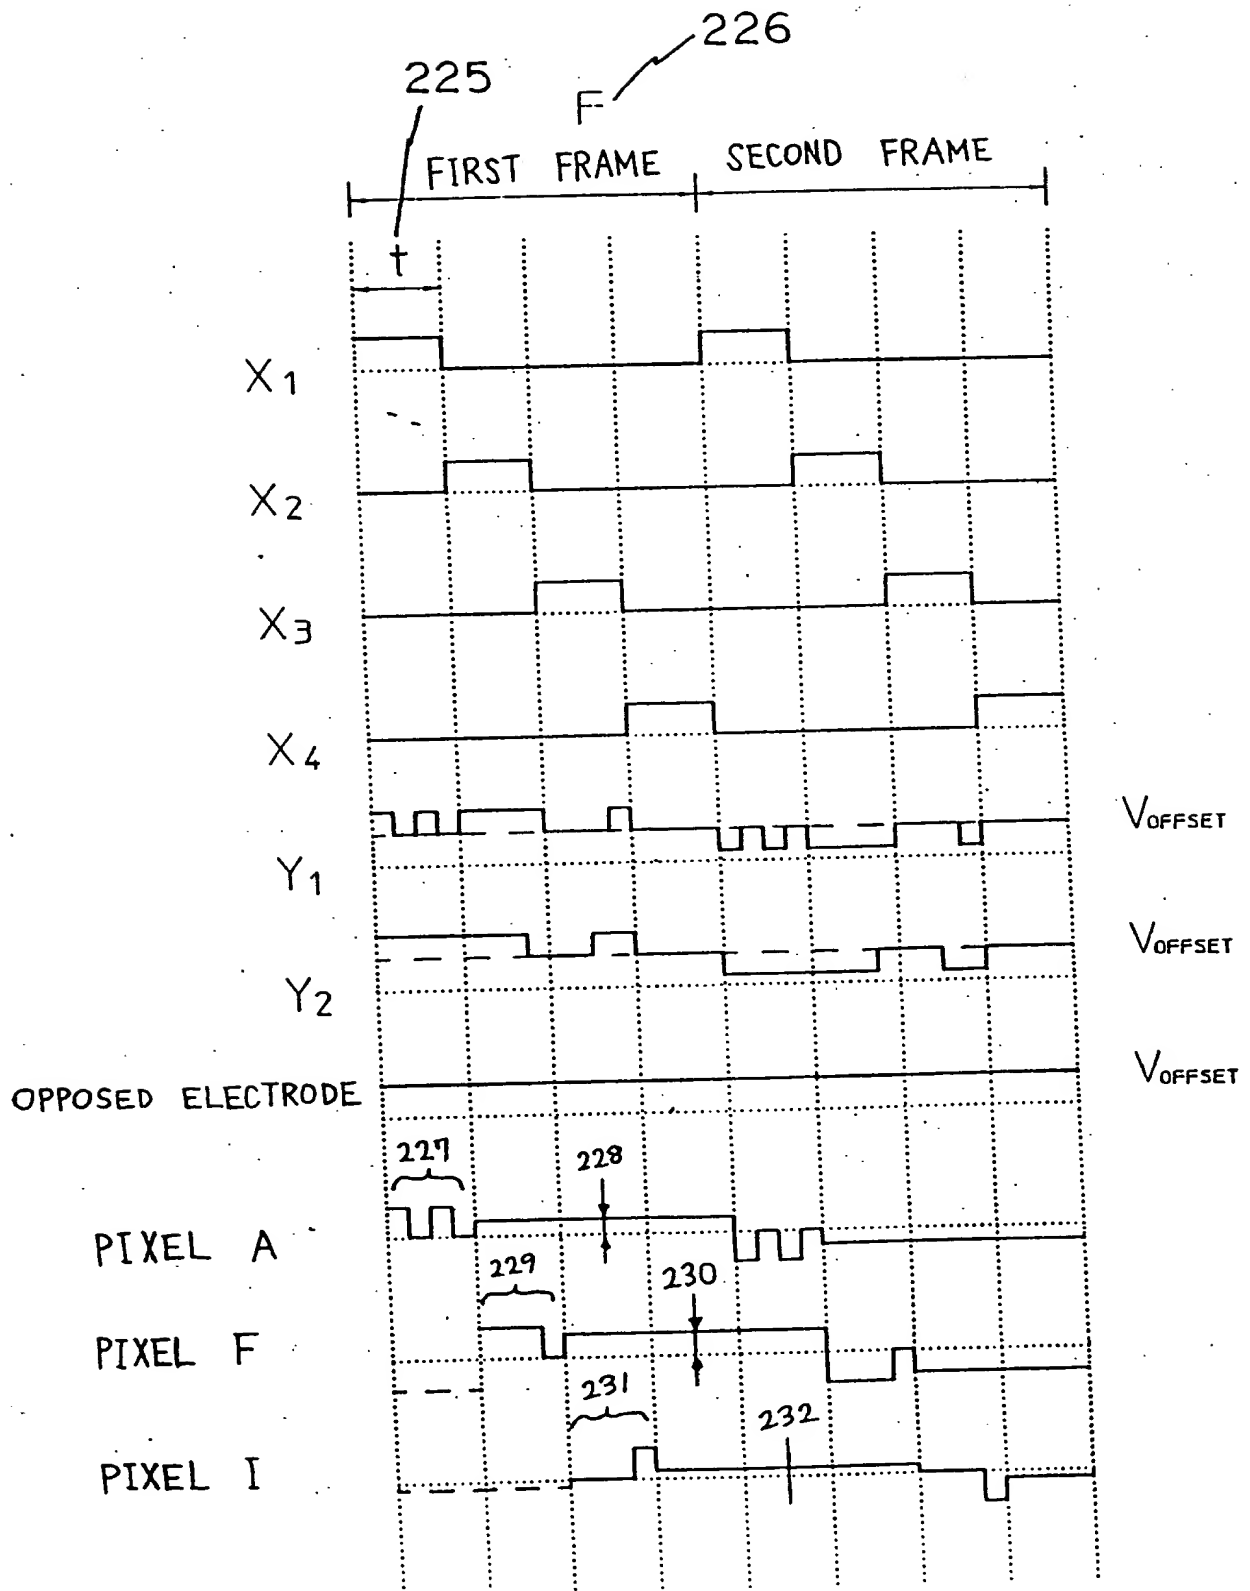 226
225
F
FIRST FRAME
SECOND FRAME
t
X1
X2
X3
X4
VOFFSET
Y1
VOFFSET
Y2
VOFFSET
OPPOSED ELECTRODE
227
228
PIXEL A
229
230
PIXEL F
231
232
PIXEL I